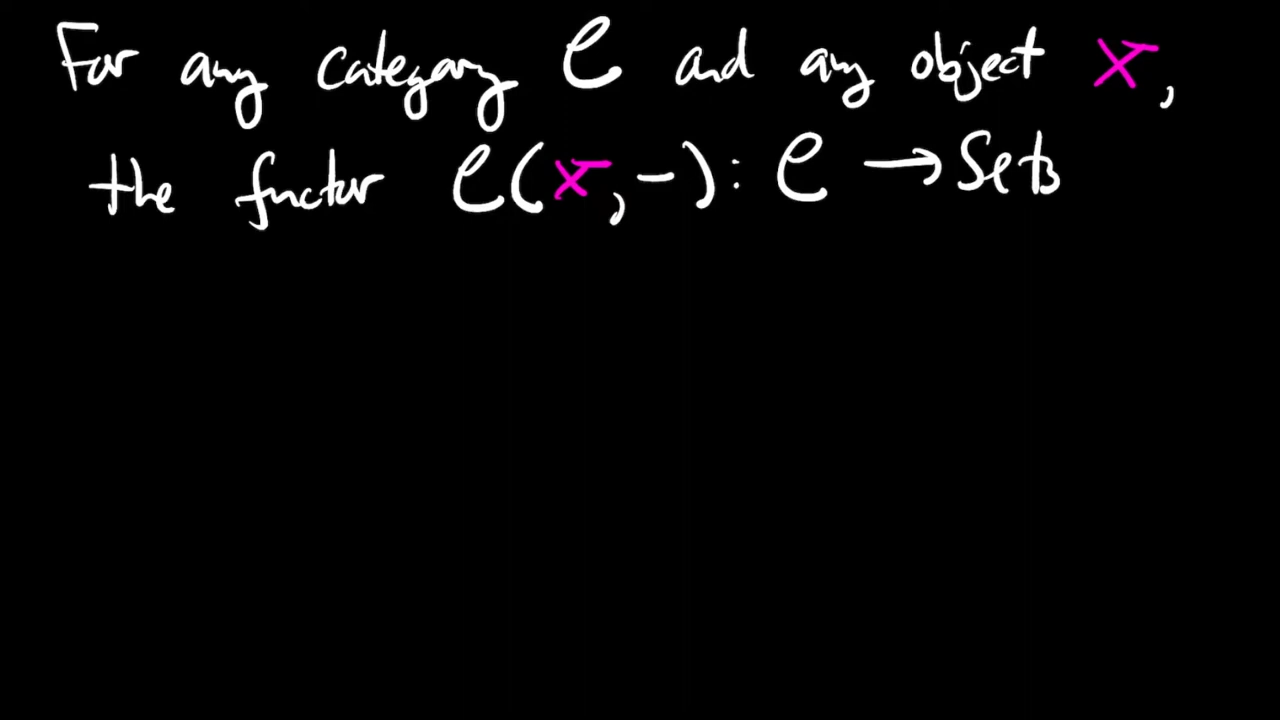 For any category C and any object X,
the functor C(X, −): C → Sets